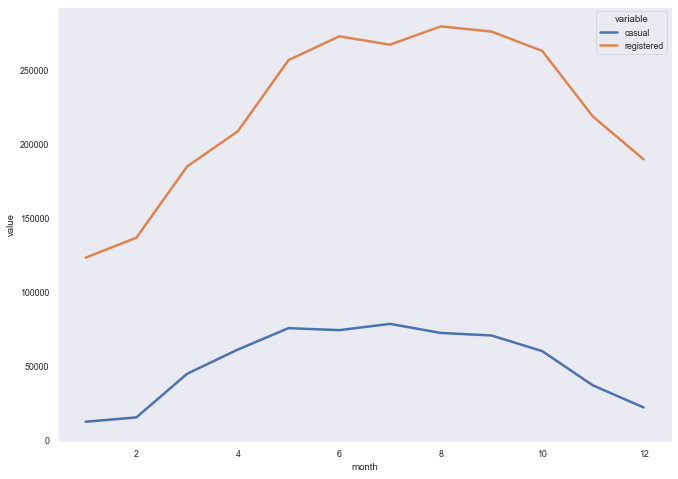 variable
casual
registered
250000
200000
150000
100000
50000
0
value
2 4 6 8 10 12
month